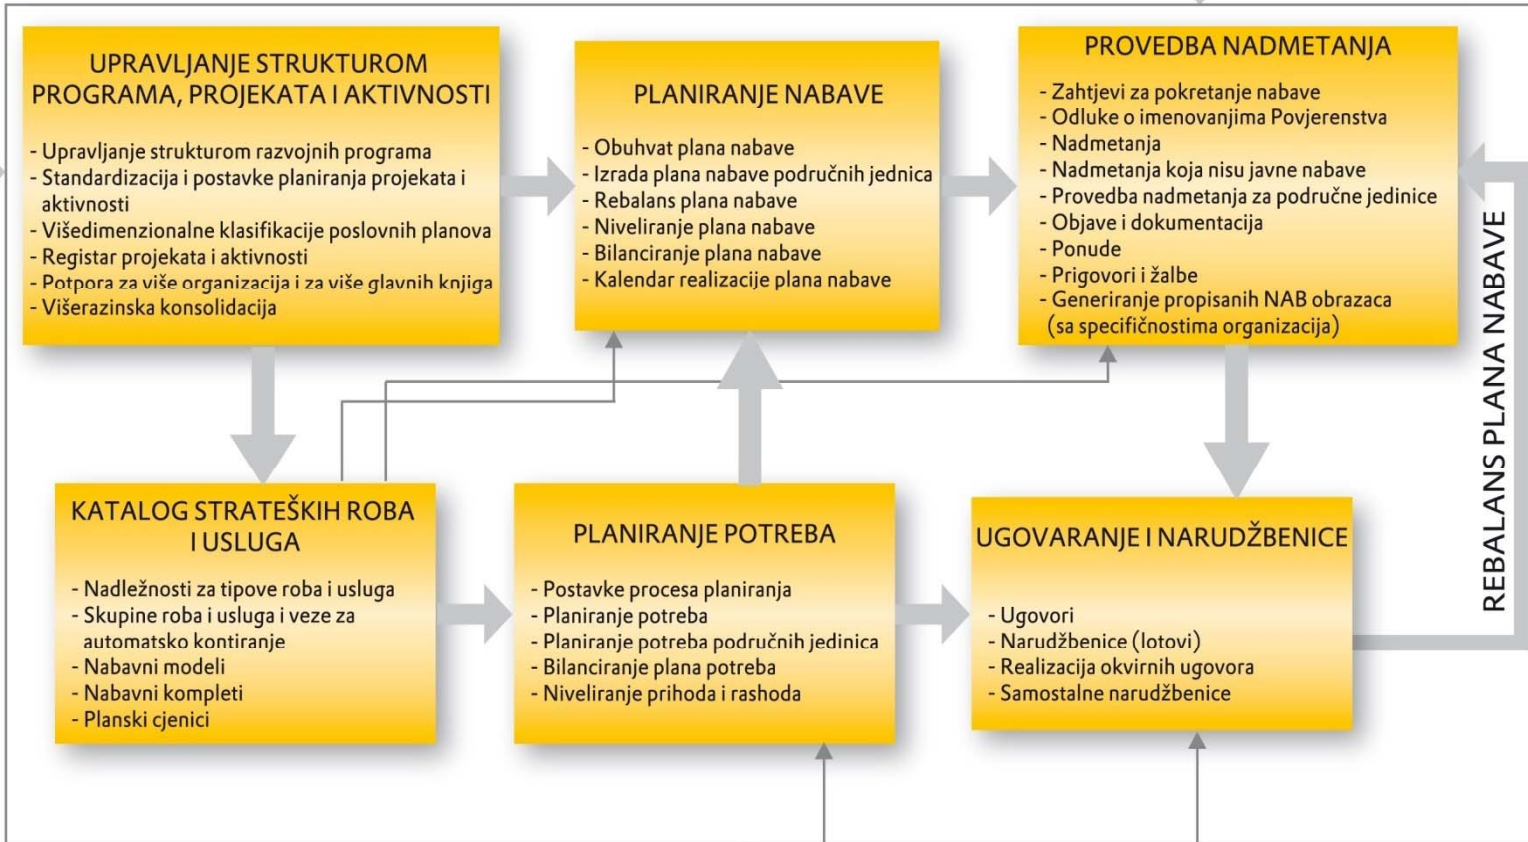 UPRAVLJANJE STRUKTUROM
PROGRAMA, PROJEKATA I AKTIVNOSTI
- Upravljanje strukturom razvojnih programa
- Standardizacija i postavke planiranja projekata i
aktivnosti
- Višedimenzionalne klasifikacije poslovnih planova
- Registar projekata i aktivnosti
- Potpora za više organizacija i za više glavnih knjiga
- Višerazinska konsolidacija
PLANIRANJE NABAVE
- Obuhvat plana nabave
- Izrada plana nabave područnih jednica
- Rebalans plana nabave
- Niveliranje plana nabave
- Bilanciranje plana nabave
- Kalendar realizacije plana nabave
PROVEDBA NADMETANJA
- Zahtjevi za pokretanje nabave
- Odluke o imenovanjima Povjerenstva
- Nadmetanja
- Nadmetanja koja nisu javne nabave
- Provedba nadmetanja za područne jedinice
- Objave i dokumentacija
- Ponude
- Prigovori i žalbe
- Generiranje propisanih NAB obrazaca
(sa specifičnostima organizacija)
REBALANS PLANA NABAVE
KATALOG STRATEŠKIH ROBA
I USLUGA
- Nadležnosti za tipove roba i usluga
- Skupine roba i usluga i veze za
automatsko kontiranje
- Nabavni modeli
- Nabavni kompleti
- Planski cjenici
PLANIRANJE POTREBA
- Postavke procesa planiranja
- Planiranje potreba
- Planiranje potreba područnih jedinica
- Bilanciranje plana potreba
- Niveliranje prihoda i rashoda
UGOVARANJE I NARUDŽBENICE
- Ugovori
- Narudžbenice (lotovi)
- Realizacija okvirnih ugovora
- Samostalne narudžbenice